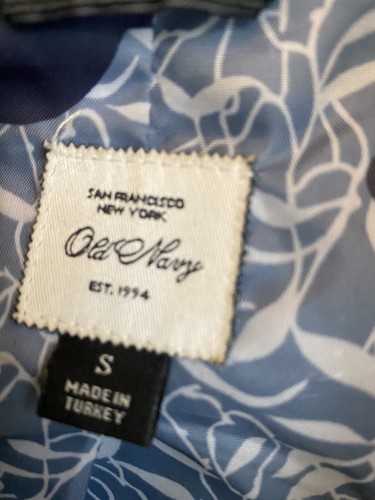 SAN FRANCISCO
NEW YORK
Old Navy
EST. 1994
S
MADE IN
TURKEY